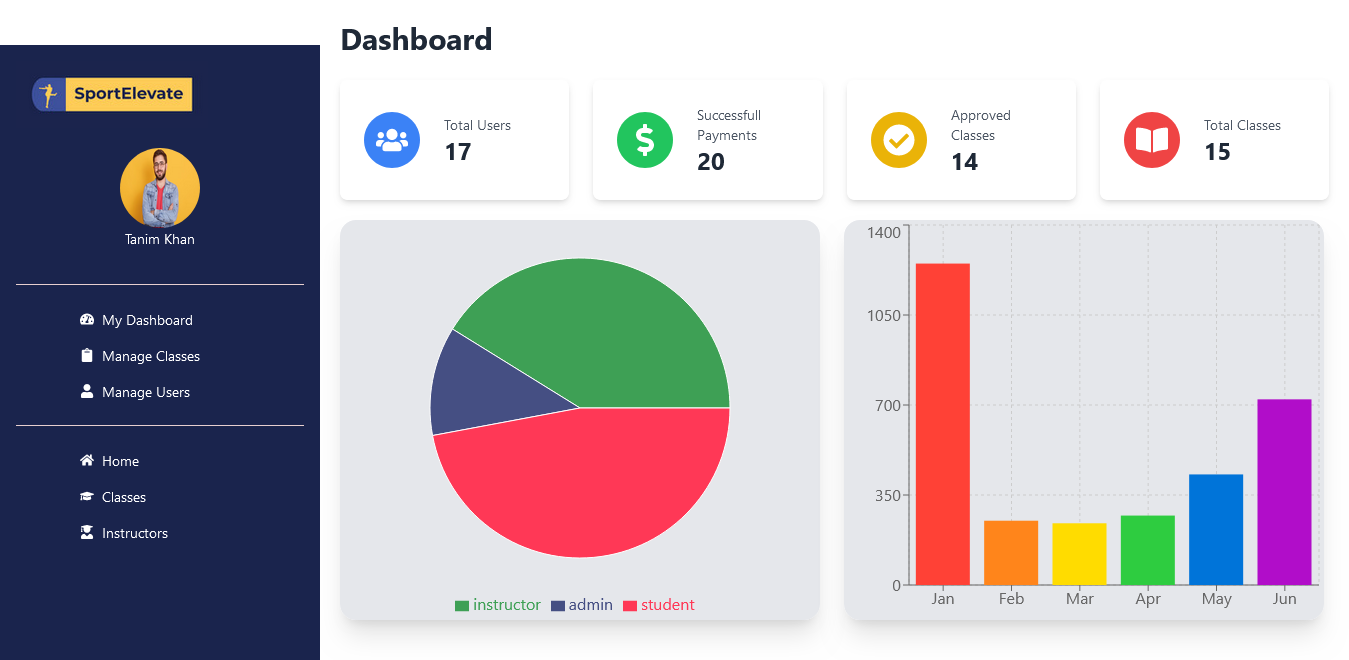 Dashboard
SportElevate
Tanim Khan
My Dashboard
Manage Classes
Manage Users
Home
Classes
Instructors
Total Users
17
Successfull
Payments
20
Approved
Classes
14
Total Classes
15
instructor admin student
1400
1050
700
350
0
Jan Feb Mar Apr May Jun